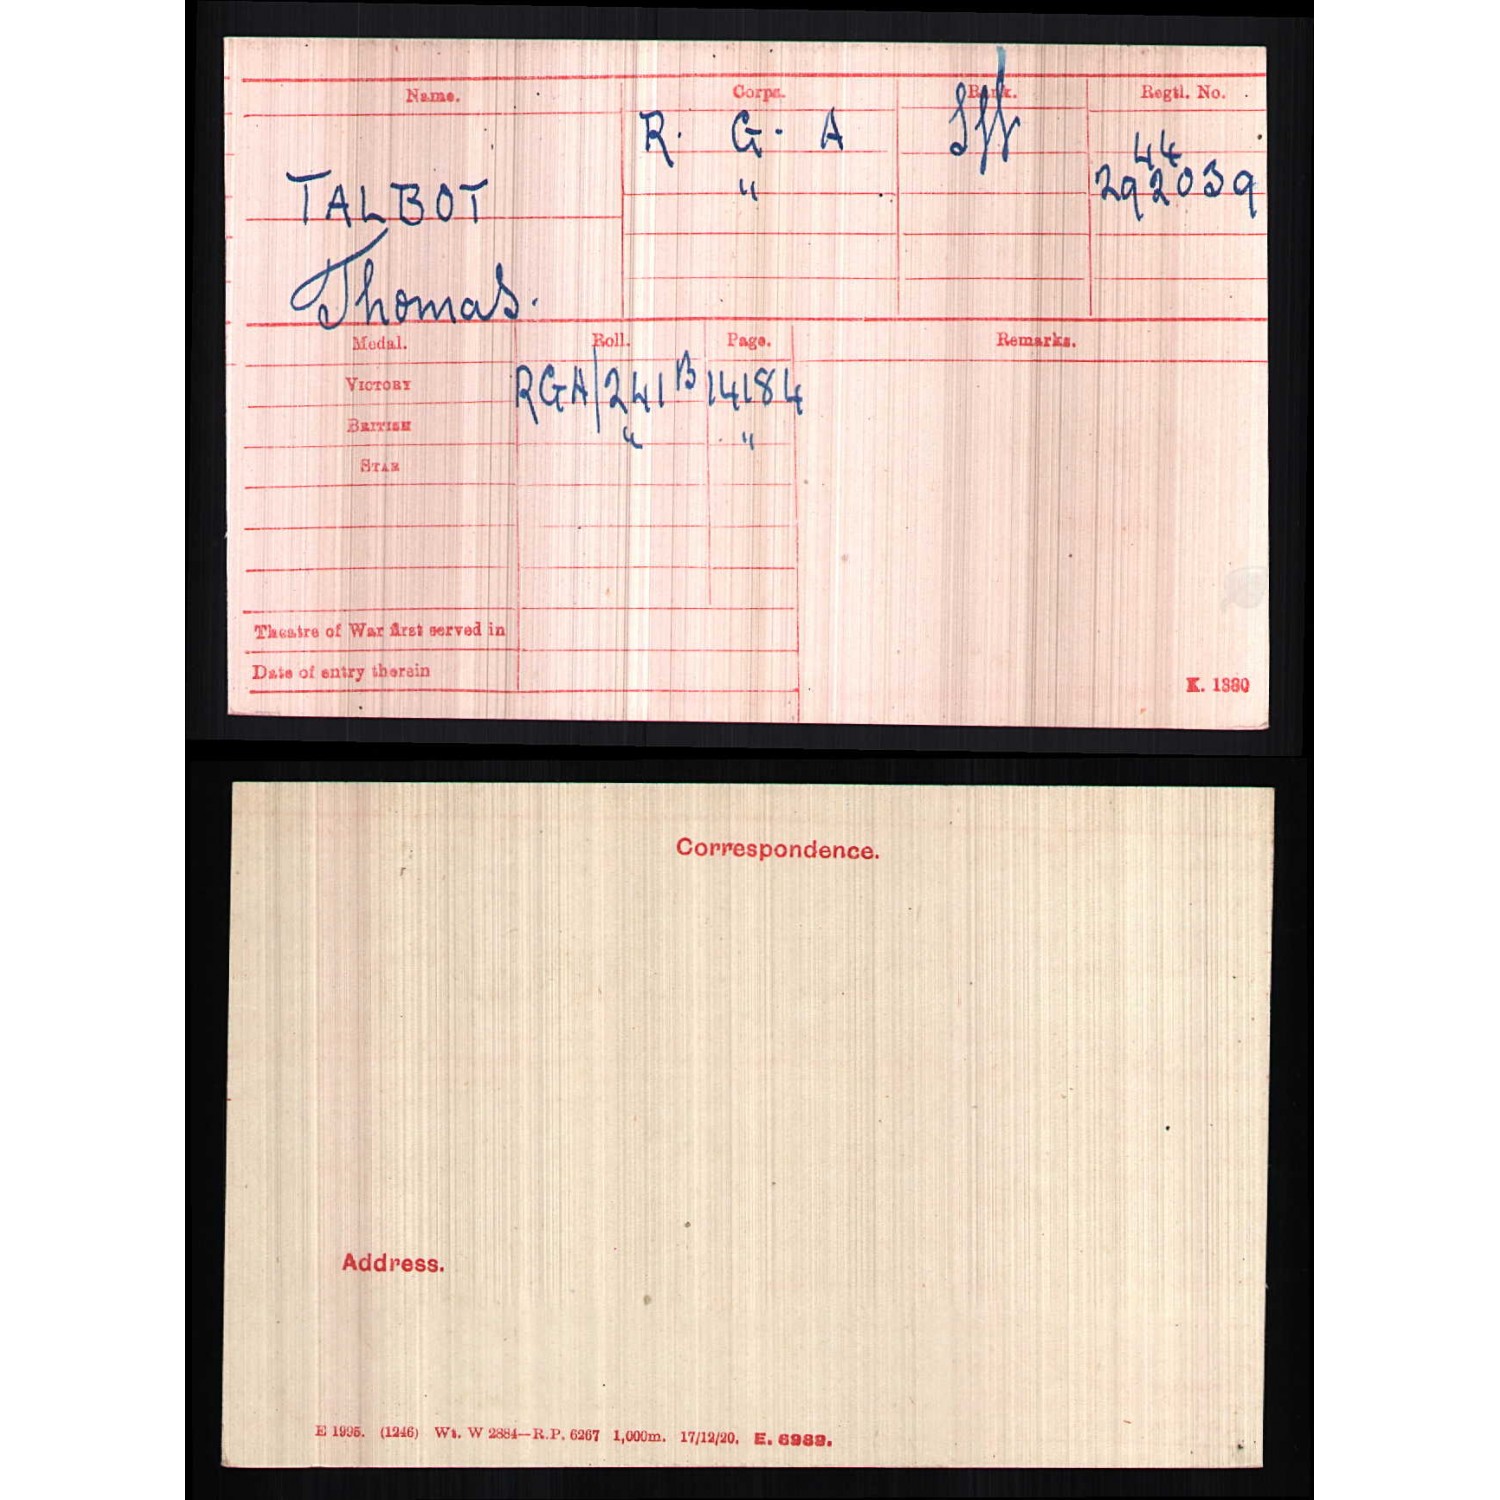 Name. Corps. Rank. Regtl. No.
R. G. A
44
TALBOT " 292039
Thomas.
Medal. Roll. Page. Remarks.
VICTORY RGA/241 B 14184
BRITISH " "
STAR
Theatre of War first served in
Date of entry therein
K. 1380
Correspondence.
Address.
E 1995. (1246) Wt. W 2884—R.P. 6267 1,000m. 17/12/20. E. 6989.